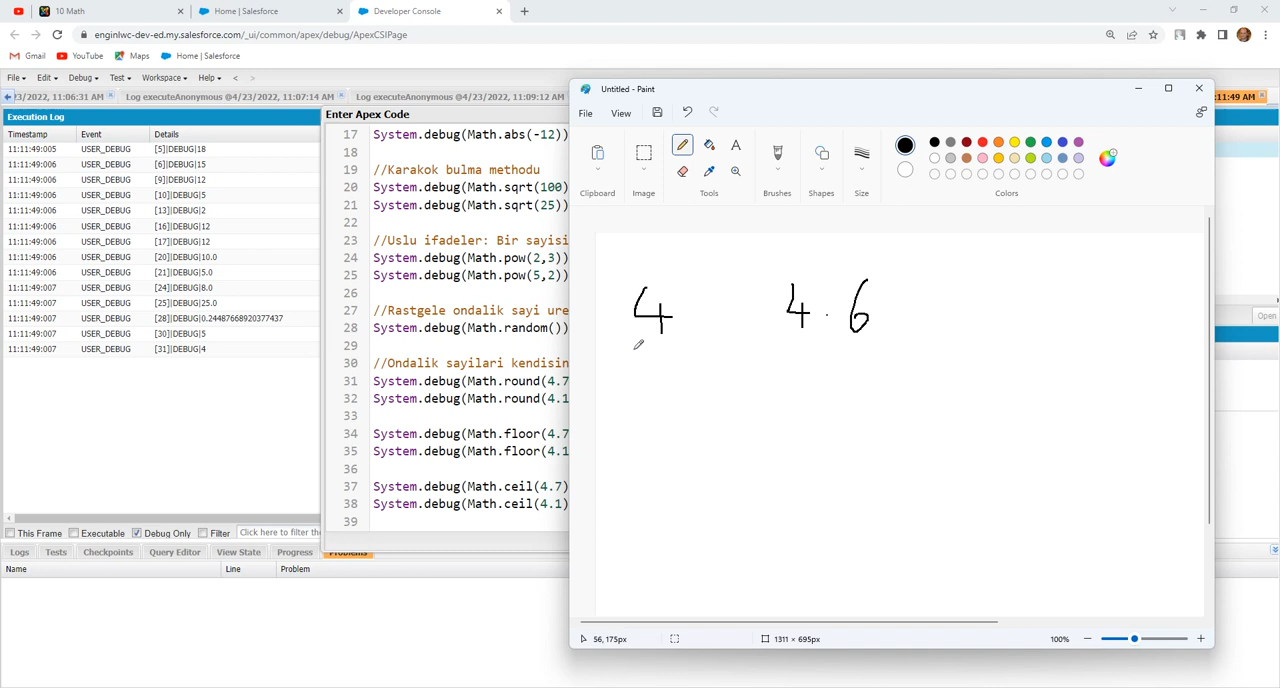 10 Math
Home | Salesforce
Developer Console
enginlwc-dev-ed.my.salesforce.com/_ui/common/apex/debug/ApexCSIPage
Gmail YouTube Maps Home | Salesforce
File Edit Debug Test Workspace Help < >
23/2022, 11:06:31 AM Log executeAnonymous @4/23/2022, 11:07:14 AM Log executeAnonymous @4/23/2022, 11:09:12 AM
:11:49 AM
Execution Log
Timestamp Event Details
11:11:49:005 USER_DEBUG [5]|DEBUG|18
11:11:49:006 USER_DEBUG [6]|DEBUG|15
11:11:49:006 USER_DEBUG [9]|DEBUG|12
11:11:49:006 USER_DEBUG [10]|DEBUG|5
11:11:49:006 USER_DEBUG [13]|DEBUG|2
11:11:49:006 USER_DEBUG [16]|DEBUG|12
11:11:49:006 USER_DEBUG [17]|DEBUG|12
11:11:49:006 USER_DEBUG [20]|DEBUG|10.0
11:11:49:006 USER_DEBUG [21]|DEBUG|5.0
11:11:49:007 USER_DEBUG [24]|DEBUG|8.0
11:11:49:007 USER_DEBUG [25]|DEBUG|25.0
11:11:49:007 USER_DEBUG [28]|DEBUG|0.24487668920377437
11:11:49:007 USER_DEBUG [30]|DEBUG|5
11:11:49:007 USER_DEBUG [31]|DEBUG|4
This Frame Executable Debug Only Filter Click here to filter the
Enter Apex Code
17 System.debug(Math.abs(-12))
18
19 //Karakok bulma methodu
20 System.debug(Math.sqrt(100)
21 System.debug(Math.sqrt(25))
22
23 //Uslu ifadeler: Bir sayisi
24 System.debug(Math.pow(2,3))
25 System.debug(Math.pow(5,2))
26
27 //Rastgele ondalik sayi ure
28 System.debug(Math.random())
29
30 //Ondalik sayilari kendisin
31 System.debug(Math.round(4.7
32 System.debug(Math.round(4.1
33
34 System.debug(Math.floor(4.7
35 System.debug(Math.floor(4.1
36
37 System.debug(Math.ceil(4.7)
38 System.debug(Math.ceil(4.1)
39
Open
Logs Tests Checkpoints Query Editor View State Progress Problems
Name Line Problem
Untitled - Paint
File View
Clipboard Image Tools Brushes Shapes Size Colors
4 4.6
56, 175px 1311 × 695px 100%